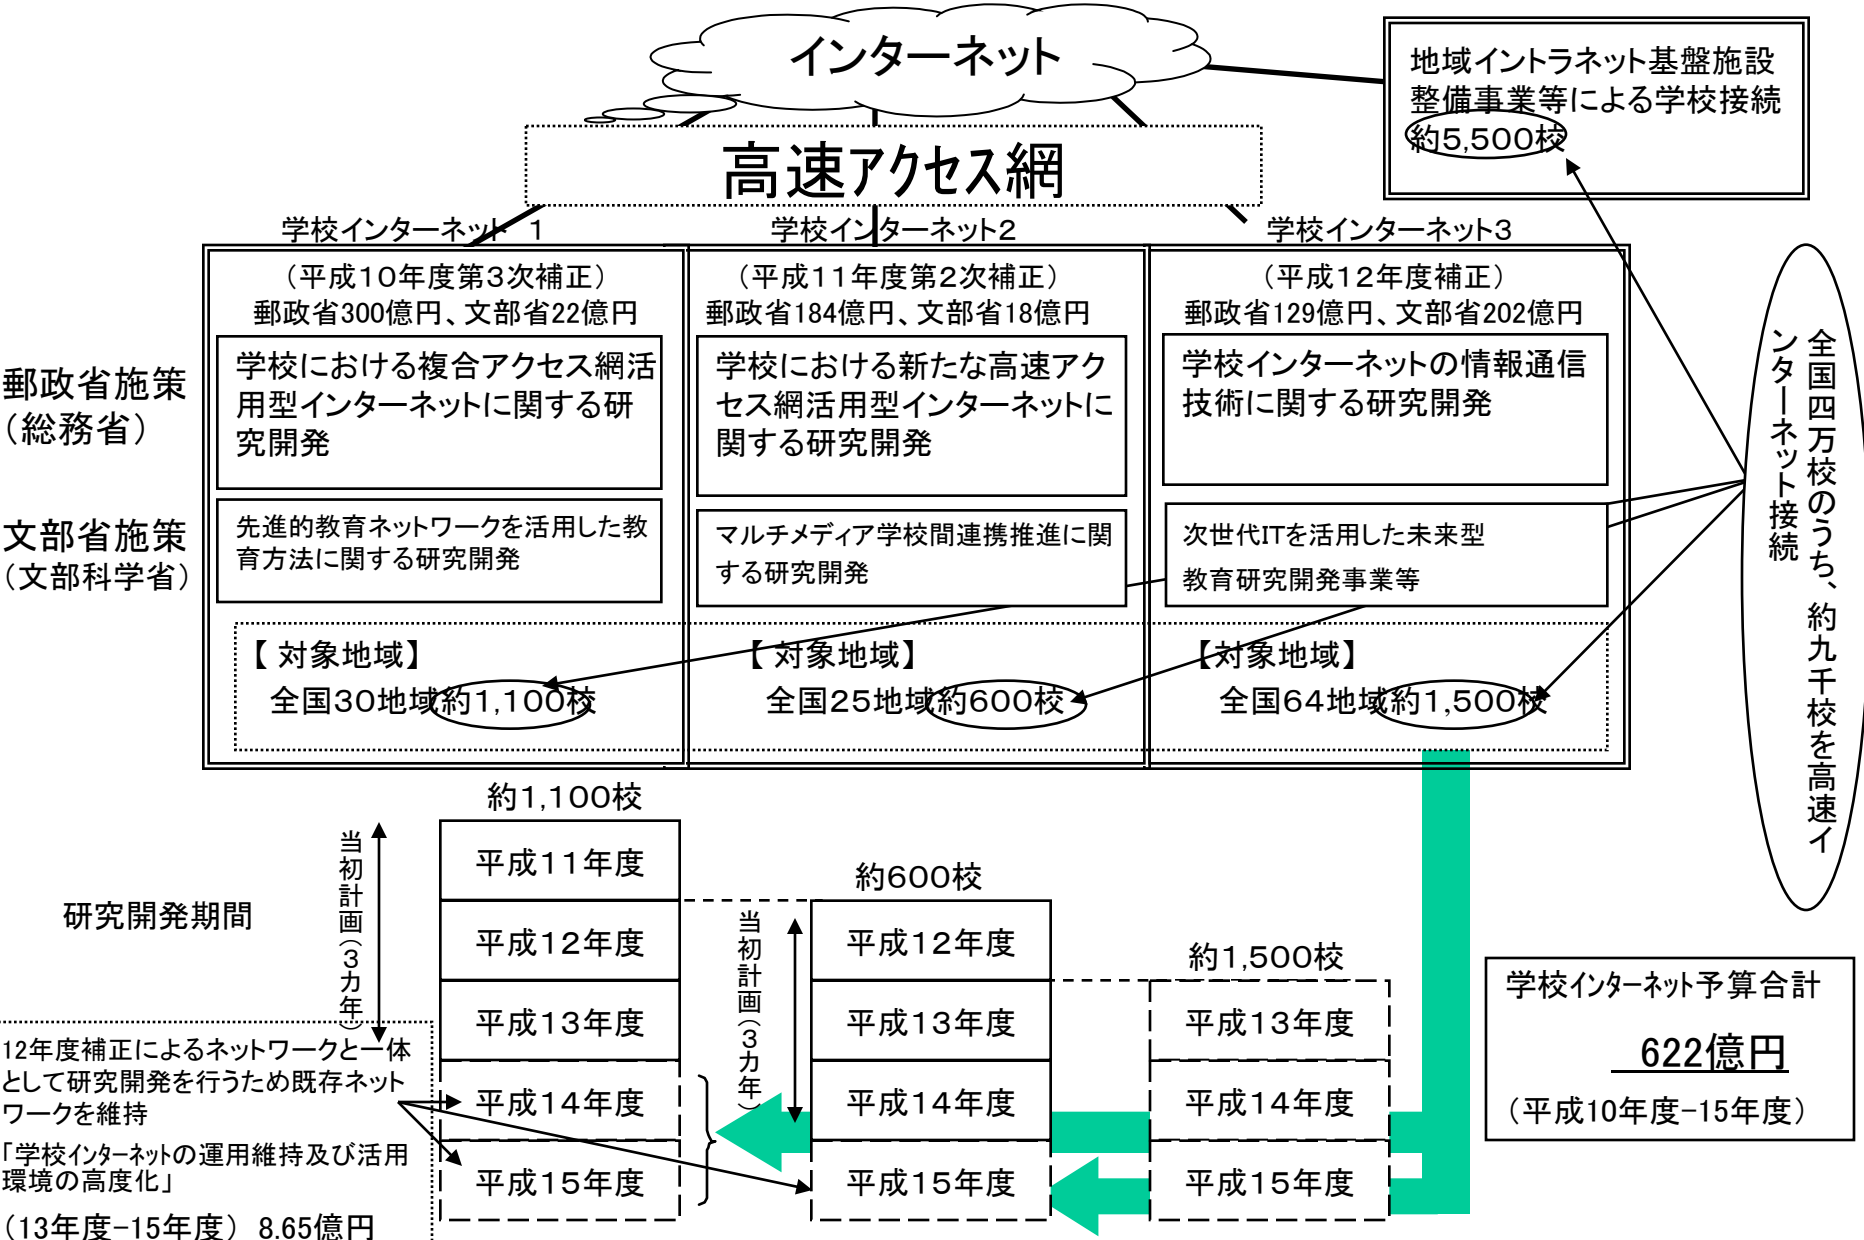 インターネット
地域イントラネット基盤施設
整備事業等による学校接続
約5,500校
高速アクセス網
学校インターネット 1
学校インターネット2
学校インターネット3
（平成10年度第3次補正）
郵政省300億円、文部省22億円
（平成11年度第2次補正）
郵政省184億円、文部省18億円
（平成12年度補正）
郵政省129億円、文部省202億円
郵政省施策
（総務省）
学校における複合アクセス網活
用型インターネットに関する研
究開発
学校における新たな高速アク
セス網活用型インターネットに
関する研究開発
学校インターネットの情報通信
技術に関する研究開発
文部省施策
（文部科学省）
先進的教育ネットワークを活用した教
育方法に関する研究開発
マルチメディア学校間連携推進に関
する研究開発
次世代ITを活用した未来型
教育研究開発事業等
【 対象地域】
全国30地域約1,100校
【 対象地域】
全国25地域約600校
【対象地域】
全国64地域約1,500校
全国四万校のうち、約九千校を高速イ
ンターネット接続
研究開発期間
約1,100校
当初計画（3カ年）
平成11年度
平成12年度
平成13年度
平成14年度
平成15年度
約600校
当初計画（3カ年）
平成12年度
平成13年度
平成14年度
平成15年度
約1,500校
平成13年度
平成14年度
平成15年度
12年度補正によるネットワークと一体
として研究開発を行うため既存ネット
ワークを維持
「学校インターネットの運用維持及び活用
環境の高度化」
（13年度-15年度） 8.65億円
学校インターネット予算合計
622億円
（平成10年度-15年度）